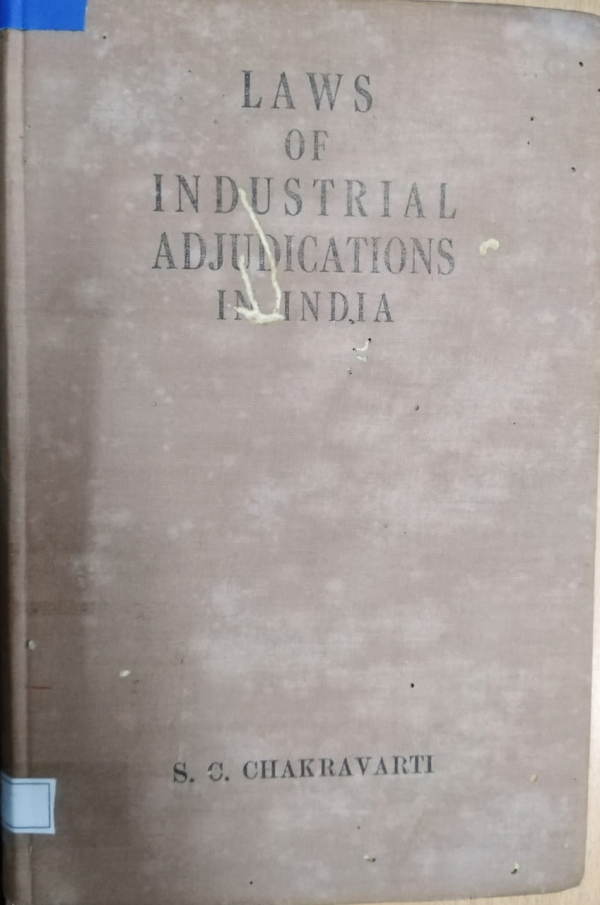 LAWS
OF
INDUSTRIAL
ADJUDICATIONS
IN INDIA
S. C. CHAKRAVARTI